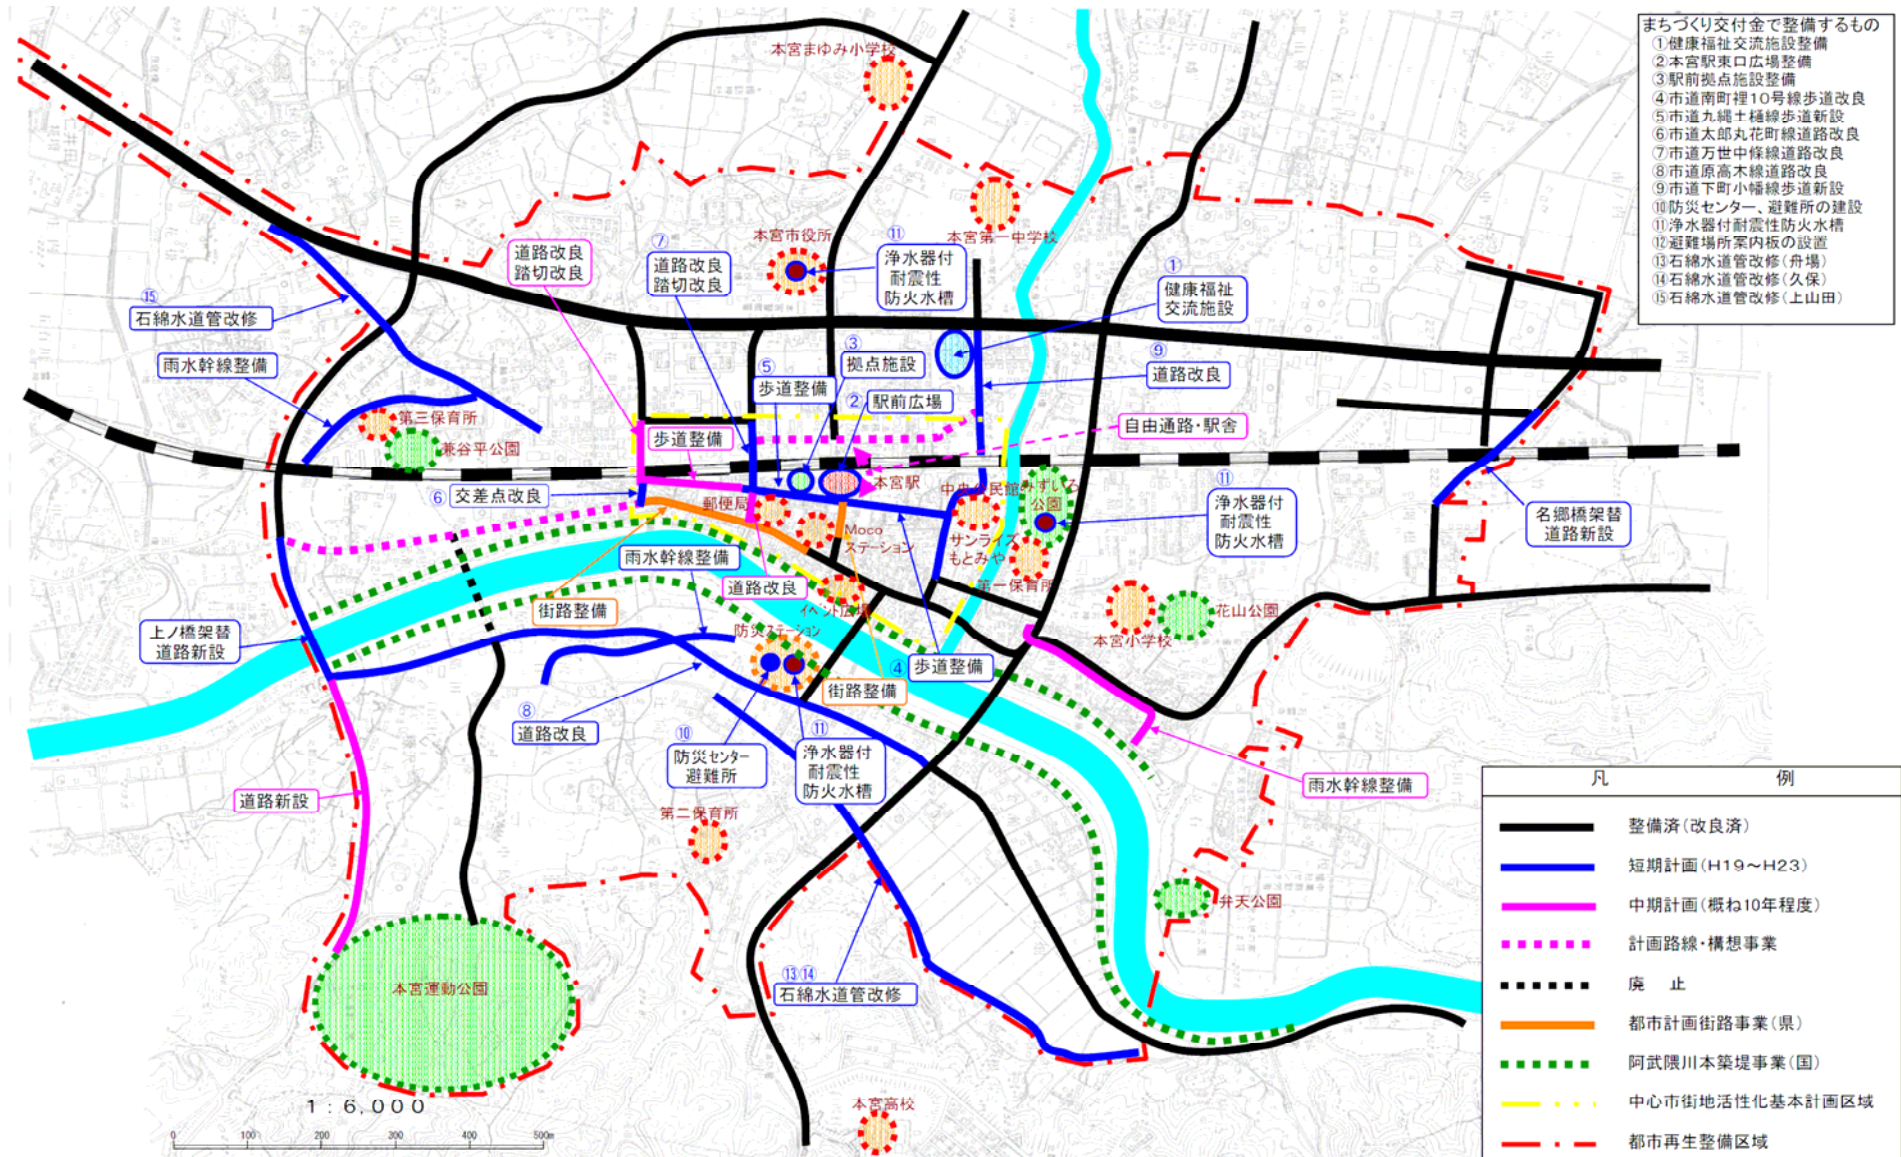 まちづくり交付金で整備するもの
①健康福祉交流施設整備
②本宮駅東口広場整備
③駅前拠点施設整備
④市道南町裡10号線歩道改良
⑤市道九縄土樋線歩道新設
⑥市道太郎丸花町線道路改良
⑦市道万世中條線道路改良
⑧市道原高木線道路改良
⑨市道下町小幡線歩道新設
⑩防災センター、避難所の建設
⑪浄水器付耐震性防火水槽
⑫避難場所案内板の設置
⑬石綿水道管改修(舟場)
⑭石綿水道管改修(久保)
⑮石綿水道管改修(上山田)
本宮まゆみ小学校
本宮第一中学校
本宮市役所
⑪
浄水器付
耐震性
防火水槽
①
健康福祉
交流施設
道路改良
踏切改良
⑦
道路改良
踏切改良
⑮
石綿水道管改修
雨水幹線整備
第三保育所
兼谷平公園
③
拠点施設
⑤
歩道整備
② 駅前広場
⑨
道路改良
自由通路・駅舎
歩道整備
⑥ 交差点改良
郵便局
本宮駅
Moco
ステーション
中央公民館
みずいろ
公園
サンライズ
もとみや
第一保育所
⑪
浄水器付
耐震性
防火水槽
名郷橋架替
道路新設
雨水幹線整備
道路改良
街路整備
イベント広場
防災ステーション
本宮小学校
花山公園
上ノ橋架替
道路新設
④ 歩道整備
街路整備
⑧
道路改良
⑩
防災センター
避難所
⑪
浄水器付
耐震性
防火水槽
雨水幹線整備
道路新設
第二保育所
弁天公園
本宮運動公園
⑬⑭
石綿水道管改修
本宮高校
1:6,000
0 100 200 300 400 500m
凡 例
整備済(改良済)
短期計画(H19～H23)
中期計画(概ね10年程度)
計画路線・構想事業
廃 止
都市計画街路事業(県)
阿武隈川本築堤事業(国)
中心市街地活性化基本計画区域
都市再生整備区域